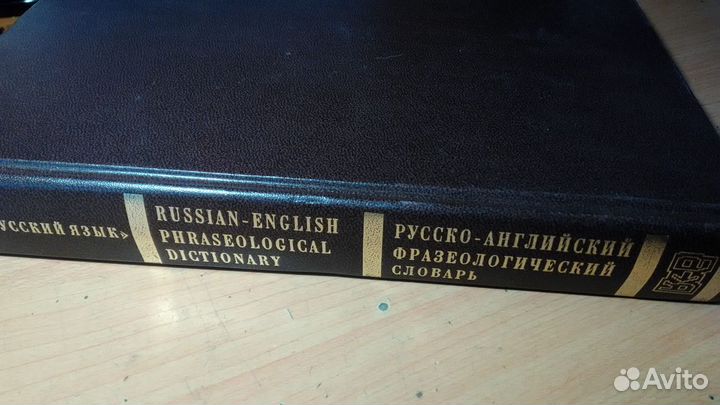 УССКИЙ ЯЗЫК»
RUSSIAN-ENGLISH
PHRASEOLOGICAL
DICTIONARY
РУССКО-АНГЛИЙСКИЙ
ФРАЗЕОЛОГИЧЕСКИЙ
СЛОВАРЬ
Avito